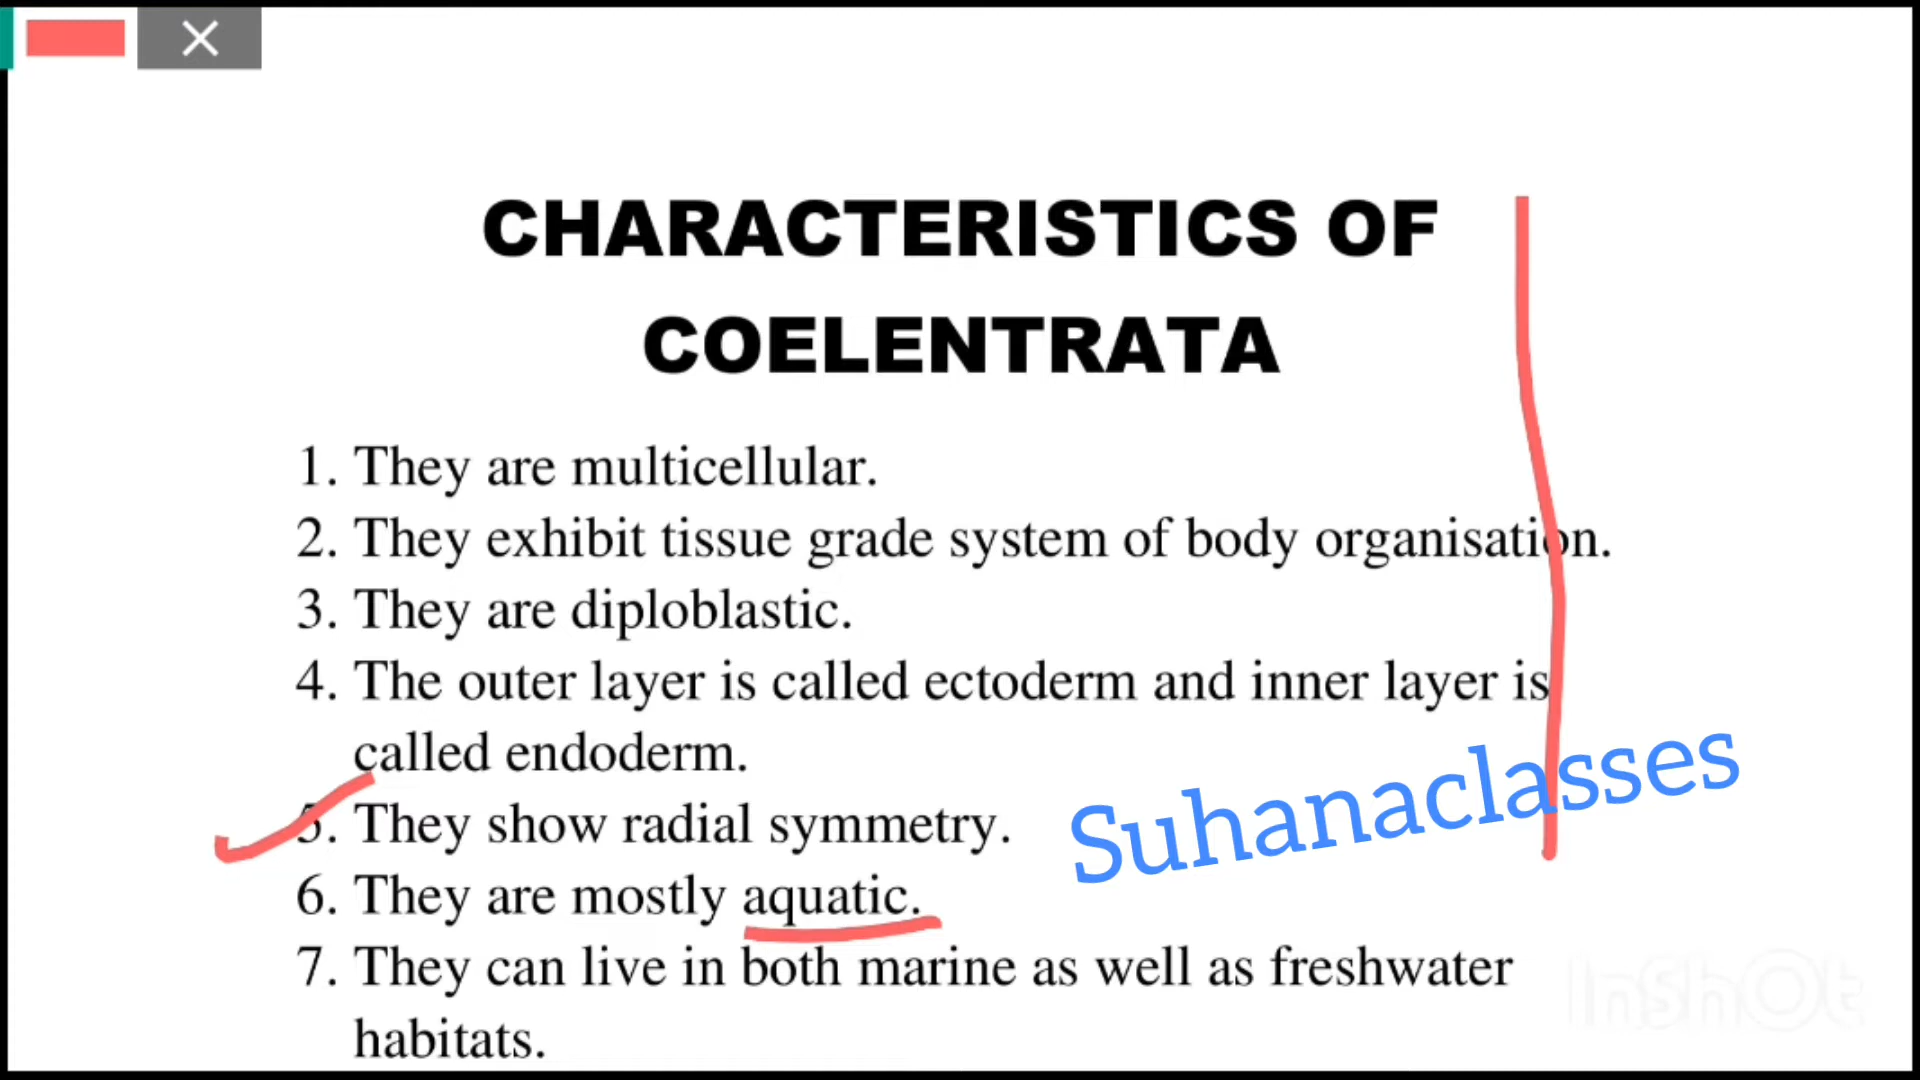 CHARACTERISTICS OF
COELENTRATA
1. They are multicellular.
2. They exhibit tissue grade system of body organisation.
3. They are diploblastic.
4. The outer layer is called ectoderm and inner layer is
called endoderm.
5. They show radial symmetry.
Suhanaclasses
6. They are mostly aquatic.
7. They can live in both marine as well as freshwater
habitats.
InShOt